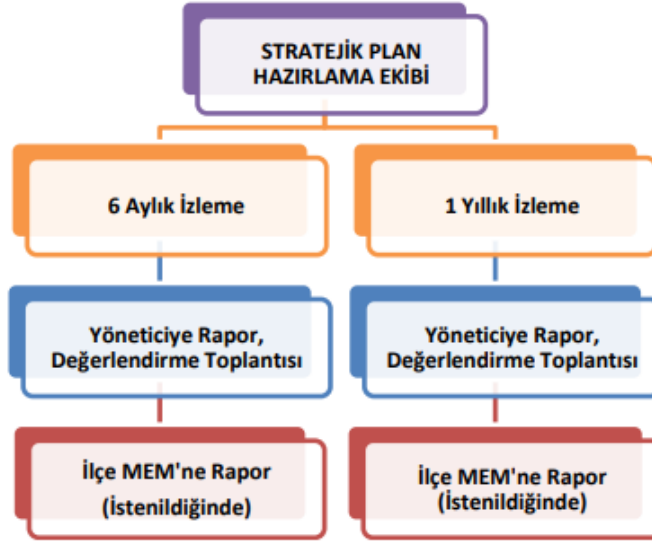 STRATEJİK PLAN
HAZIRLAMA EKİBİ
6 Aylık İzleme
1 Yıllık İzleme
Yöneticiye Rapor,
Değerlendirme Toplantısı
Yöneticiye Rapor,
Değerlendirme Toplantısı
İlçe MEM'ne Rapor
(İstenildiğinde)
İlçe MEM'ne Rapor
(İstenildiğinde)